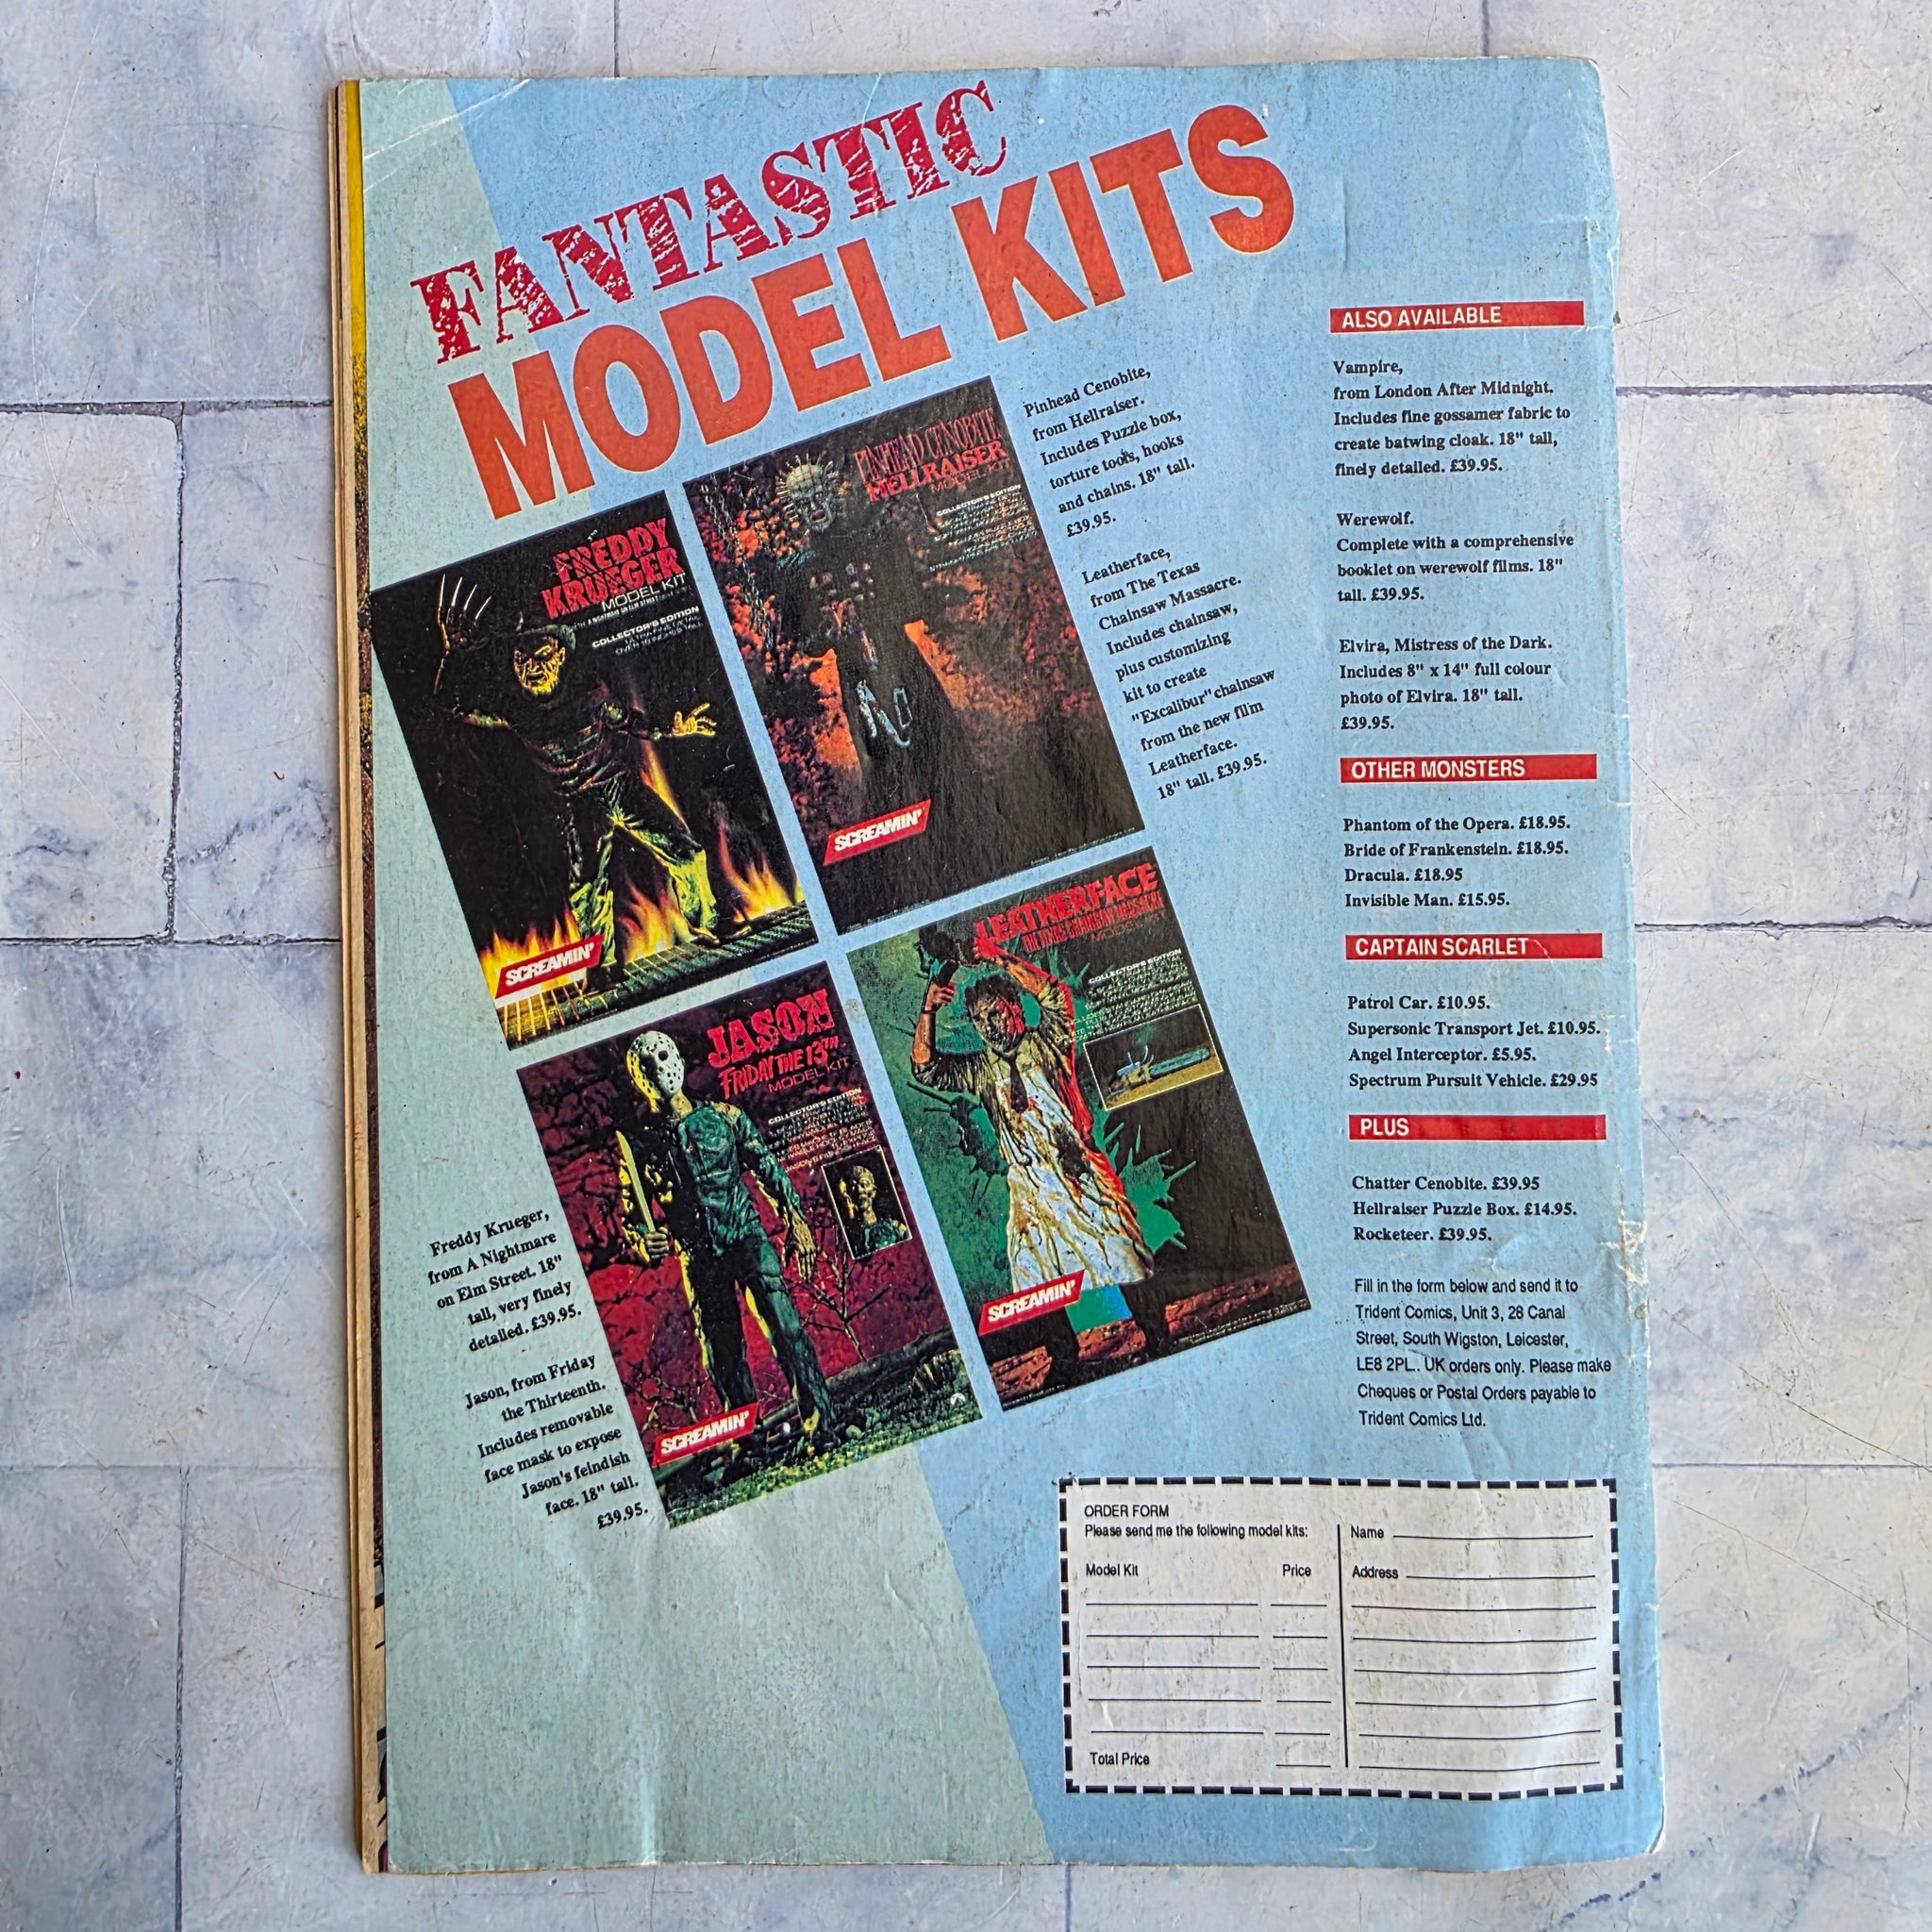 FANTASTIC
MODEL KITS
FREDDY
KRUEGER
MODEL KIT
COLLECTOR'S EDITION
SCREAMIN'
PINHEAD CENOBITE
HELLRAISER
MODEL KIT
COLLECTOR'S EDITION
SCREAMIN'
JASON
FRIDAY THE 13TH
MODEL KIT
COLLECTOR'S EDITION
SCREAMIN'
LEATHERFACE
MODEL KIT
COLLECTOR'S EDITION
SCREAMIN'
Pinhead Cenobite,
from Hellraiser.
Includes Puzzle box,
torture tools, hooks
and chains. 18" tall.
£39.95.
Leatherface,
from The Texas
Chainsaw Massacre.
Includes chainsaw,
plus customizing
kit to create
"Excalibur" chainsaw
from the new film
Leatherface.
18" tall. £39.95.
Freddy Krueger,
from A Nightmare
on Elm Street. 18"
tall, very finely
detailed. £39.95.
Jason, from Friday
the Thirteenth.
Includes removable
face mask to expose
Jason's feindish
face. 18" tall.
£39.95.
ALSO AVAILABLE
Vampire,
from London After Midnight.
Includes fine gossamer fabric to
create batwing cloak. 18" tall,
finely detailed. £39.95.
Werewolf.
Complete with a comprehensive
booklet on werewolf films. 18"
tall. £39.95.
Elvira, Mistress of the Dark.
Includes 8" x 14" full colour
photo of Elvira. 18" tall.
£39.95.
OTHER MONSTERS
Phantom of the Opera. £18.95.
Bride of Frankenstein. £18.95.
Dracula. £18.95
Invisible Man. £15.95.
CAPTAIN SCARLET
Patrol Car. £10.95.
Supersonic Transport Jet. £10.95.
Angel Interceptor. £5.95.
Spectrum Pursuit Vehicle. £29.95
PLUS
Chatter Cenobite. £39.95
Hellraiser Puzzle Box. £14.95.
Rocketeer. £39.95.
Fill in the form below and send it to
Trident Comics, Unit 3, 28 Canal
Street, South Wigston, Leicester,
LE8 2PL.. UK orders only. Please make
Cheques or Postal Orders payable to
Trident Comics Ltd.
ORDER FORM
Please send me the following model kits:
Model Kit Price
Total Price
Name
Address